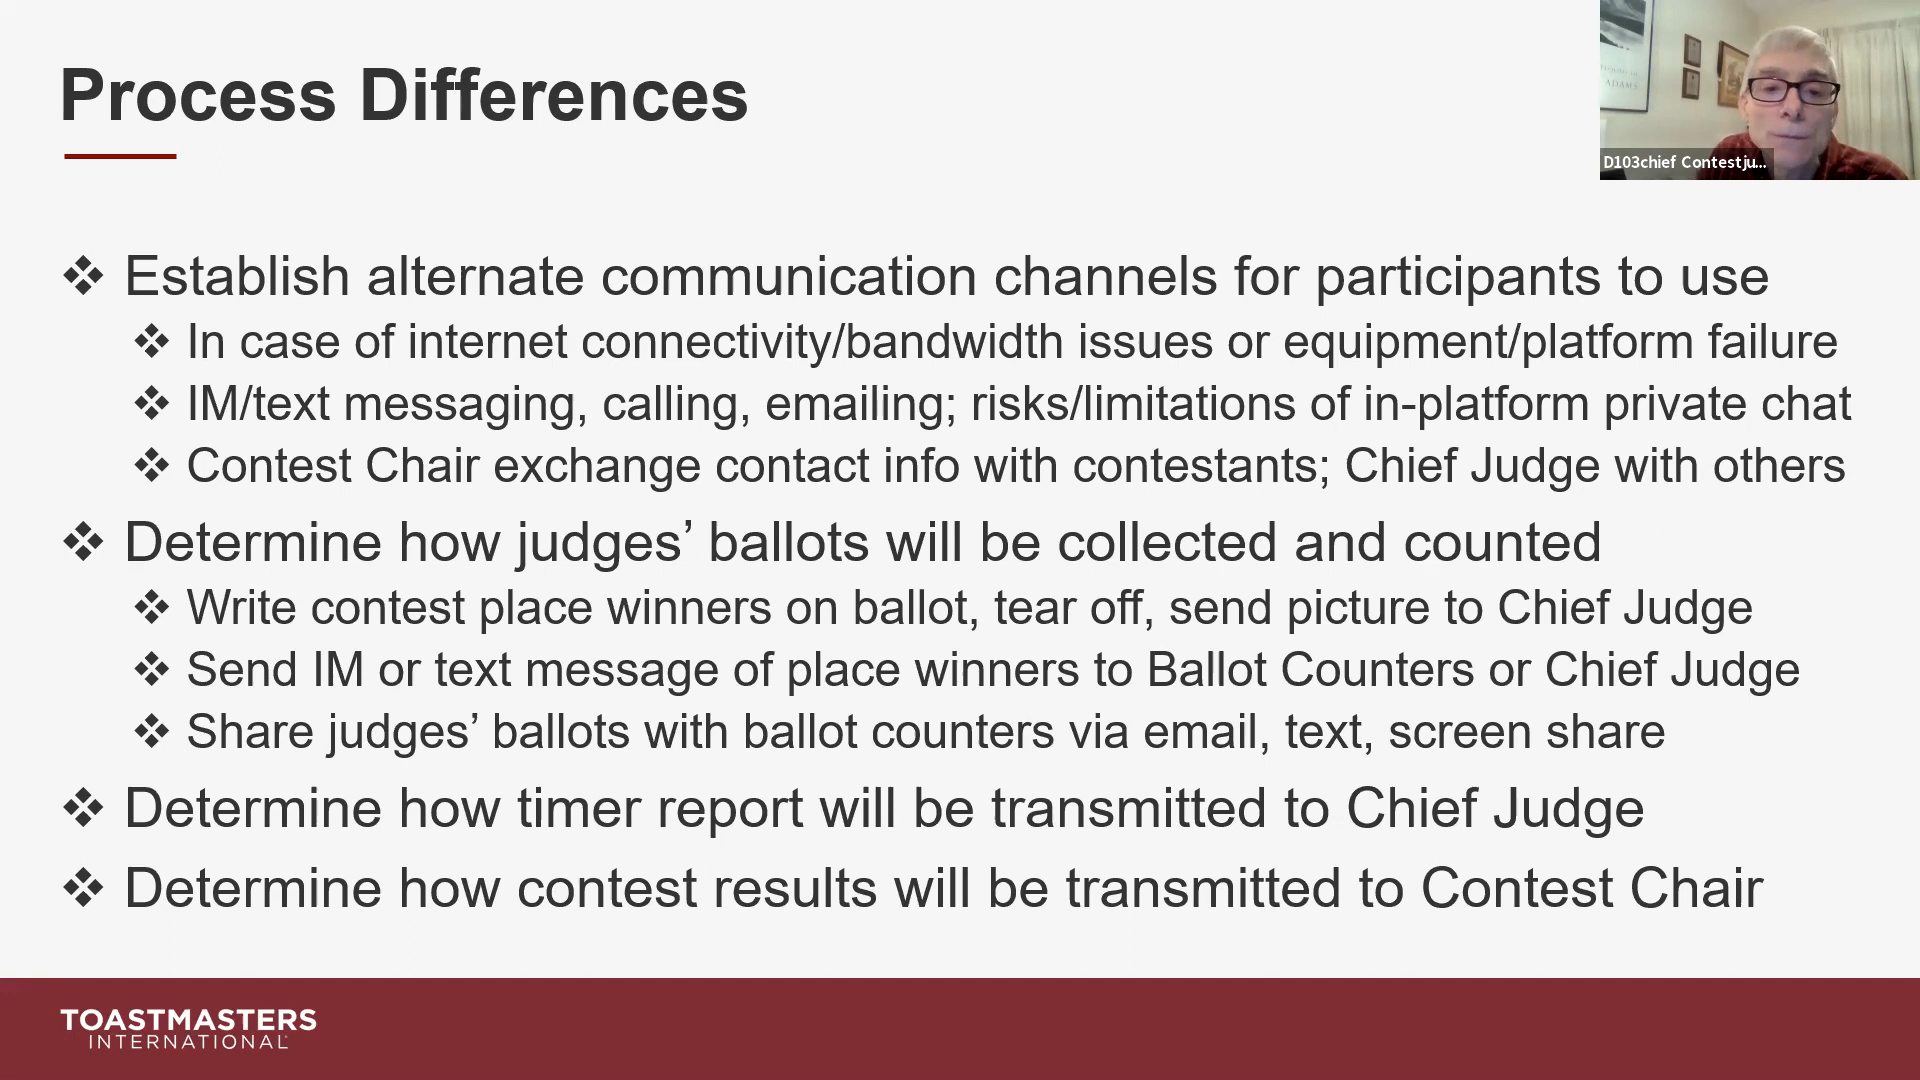 Process Differences
D103chief Contestju...
❖ Establish alternate communication channels for participants to use
❖ In case of internet connectivity/bandwidth issues or equipment/platform failure
❖ IM/text messaging, calling, emailing; risks/limitations of in-platform private chat
❖ Contest Chair exchange contact info with contestants; Chief Judge with others
❖ Determine how judges’ ballots will be collected and counted
❖ Write contest place winners on ballot, tear off, send picture to Chief Judge
❖ Send IM or text message of place winners to Ballot Counters or Chief Judge
❖ Share judges’ ballots with ballot counters via email, text, screen share
❖ Determine how timer report will be transmitted to Chief Judge
❖ Determine how contest results will be transmitted to Contest Chair
TOASTMASTERS
INTERNATIONAL
ADAMS